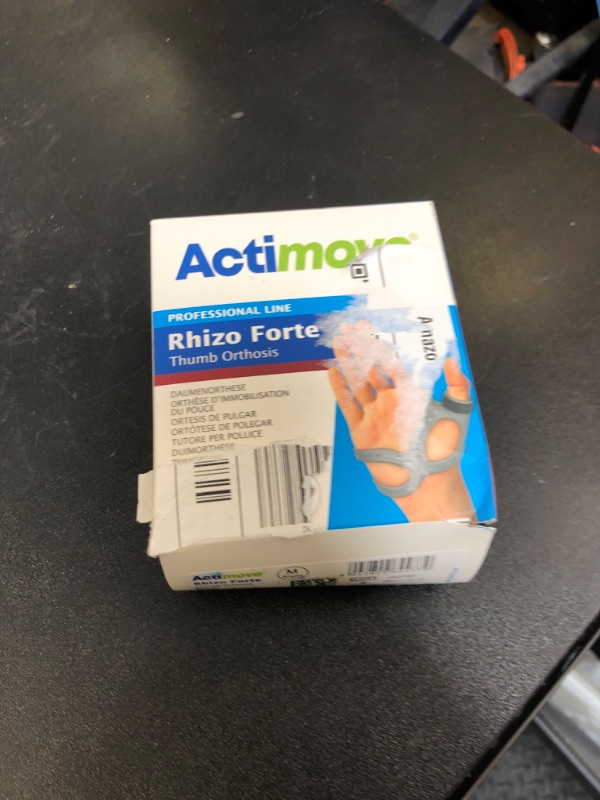 Actimove®
PROFESSIONAL LINE
Rhizo Forte
Thumb Orthosis
DAUMENORTHESE
ORTHÈSE D'IMMOBILISATION
DU POUCE
ORTESIS DE PULGAR
ORTÓTESE DE POLEGAR
TUTORE PER POLLICE
DUIMORTHESE
Actimove
Rhizo Forte
M